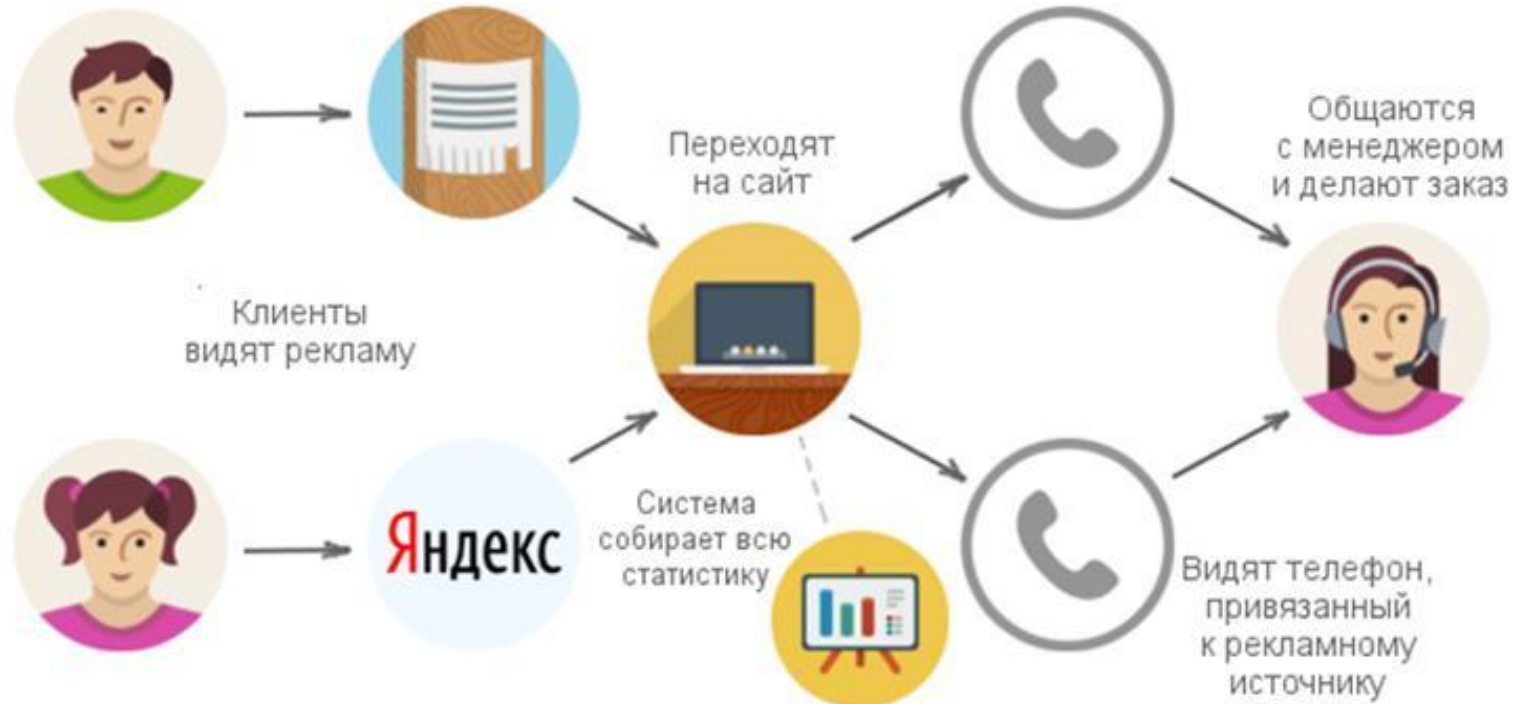 Переходят
на сайт
Общаются
с менеджером
и делают заказ
Клиенты
видят рекламу
Яндекс
Система
собирает всю
статистику
Видят телефон,
привязанный
к рекламному
источнику